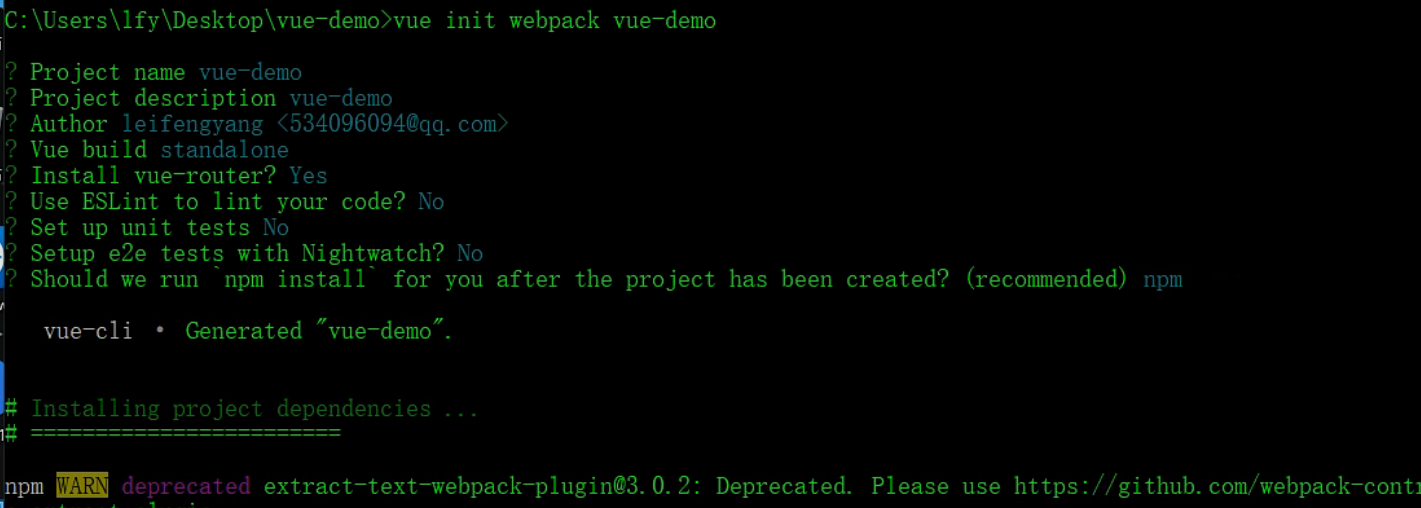 C:\Users\lfy\Desktop\vue-demo>vue init webpack vue-demo
? Project name vue-demo
? Project description vue-demo
? Author leifengyang <534096094@qq.com>
? Vue build standalone
? Install vue-router? Yes
? Use ESLint to lint your code? No
? Set up unit tests No
? Setup e2e tests with Nightwatch? No
? Should we run `npm install` for you after the project has been created? (recommended) npm
vue-cli · Generated "vue-demo".
# Installing project dependencies ...
# ========================
npm WARN deprecated extract-text-webpack-plugin@3.0.2: Deprecated. Please use https://github.com/webpack-contr